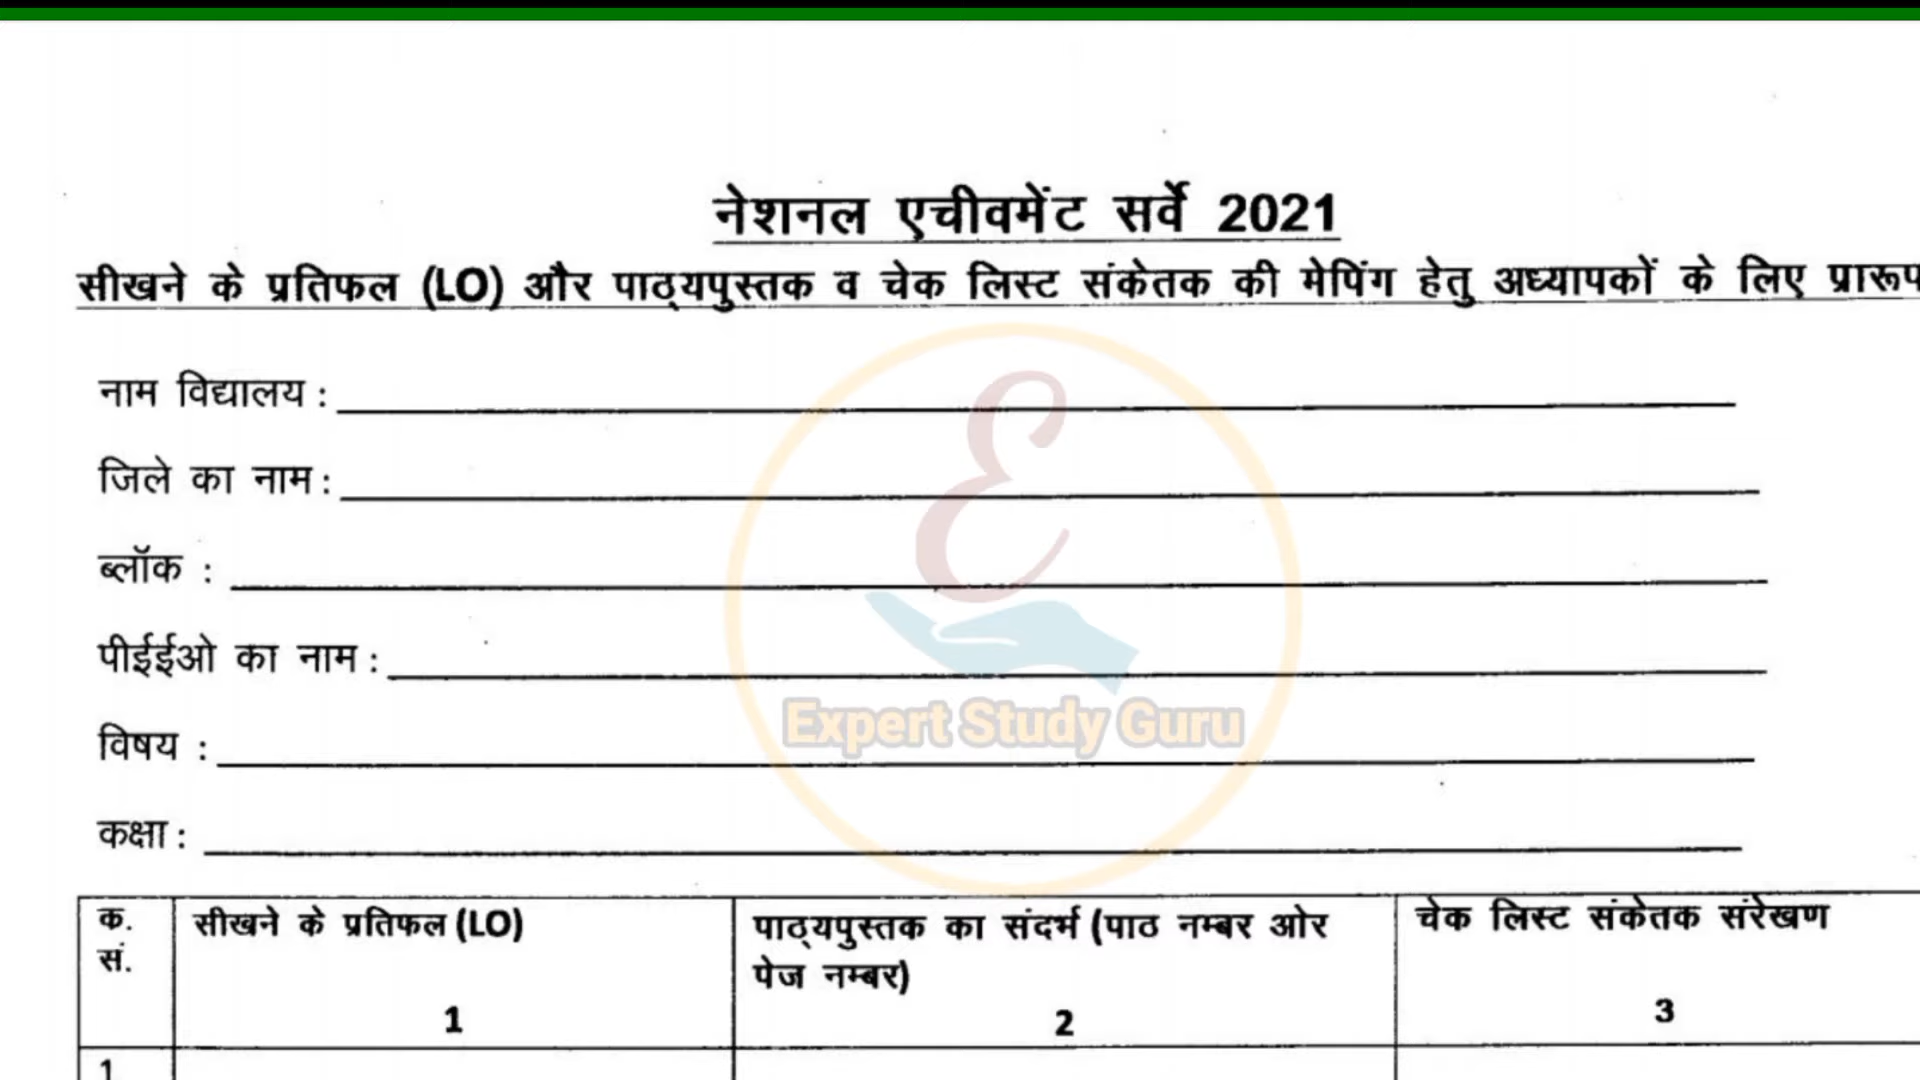 नेशनल एचीवमेंट सर्वे 2021
सीखने के प्रतिफल (LO) और पाठ्यपुस्तक व चेक लिस्ट संकेतक की मेपिंग हेतु अध्यापकों के लिए प्रारूप
नाम विद्यालय :
जिले का नाम :
ब्लॉक :
पीईईओ का नाम :
विषय :
कक्षा :
Expert Study Guru
क. सं.
सीखने के प्रतिफल (LO)
1
पाठ्यपुस्तक का संदर्भ (पाठ नम्बर ओर
पेज नम्बर)
2
चेक लिस्ट संकेतक संरेखण
3
1